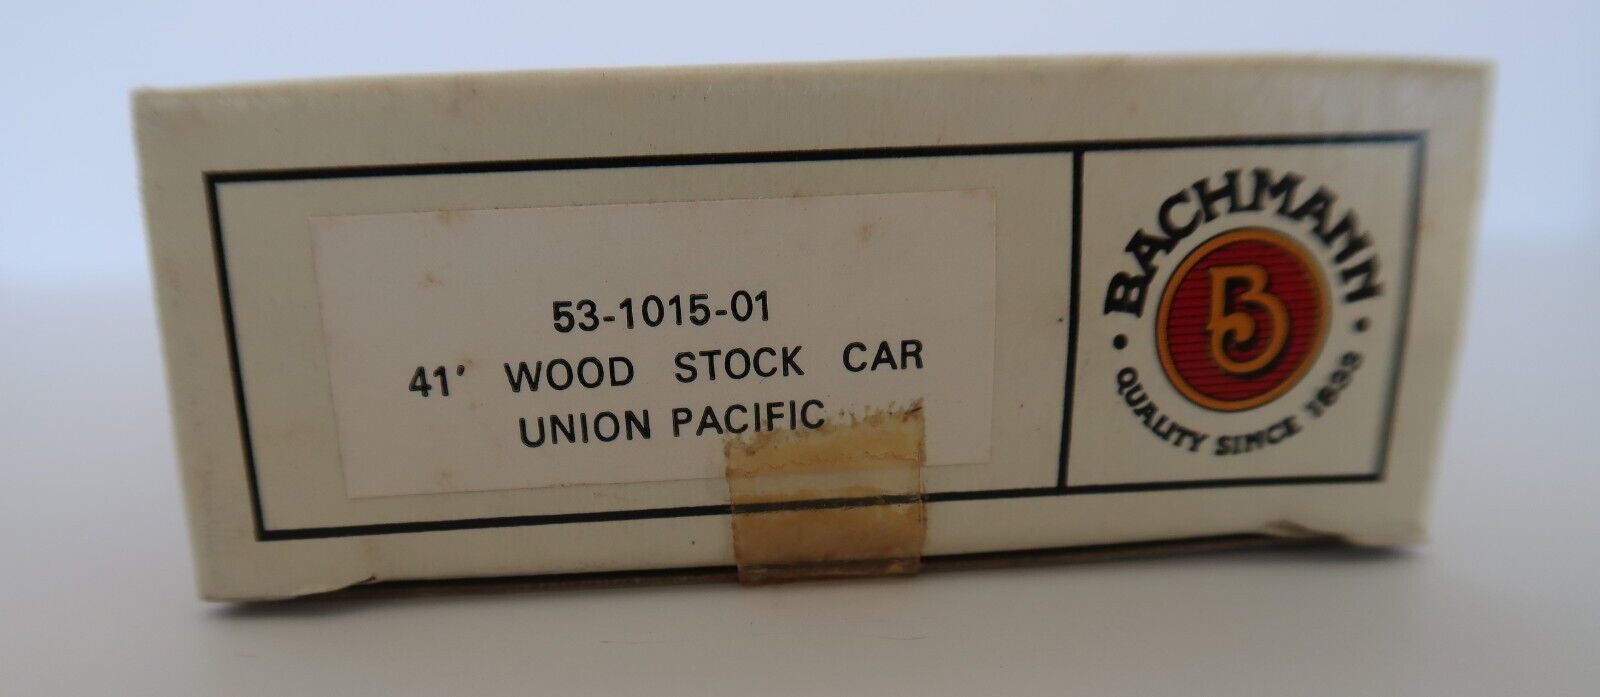 53-1015-01
41' WOOD STOCK CAR
UNION PACIFIC
BACHMANN
B
• QUALITY SINCE 1833 •